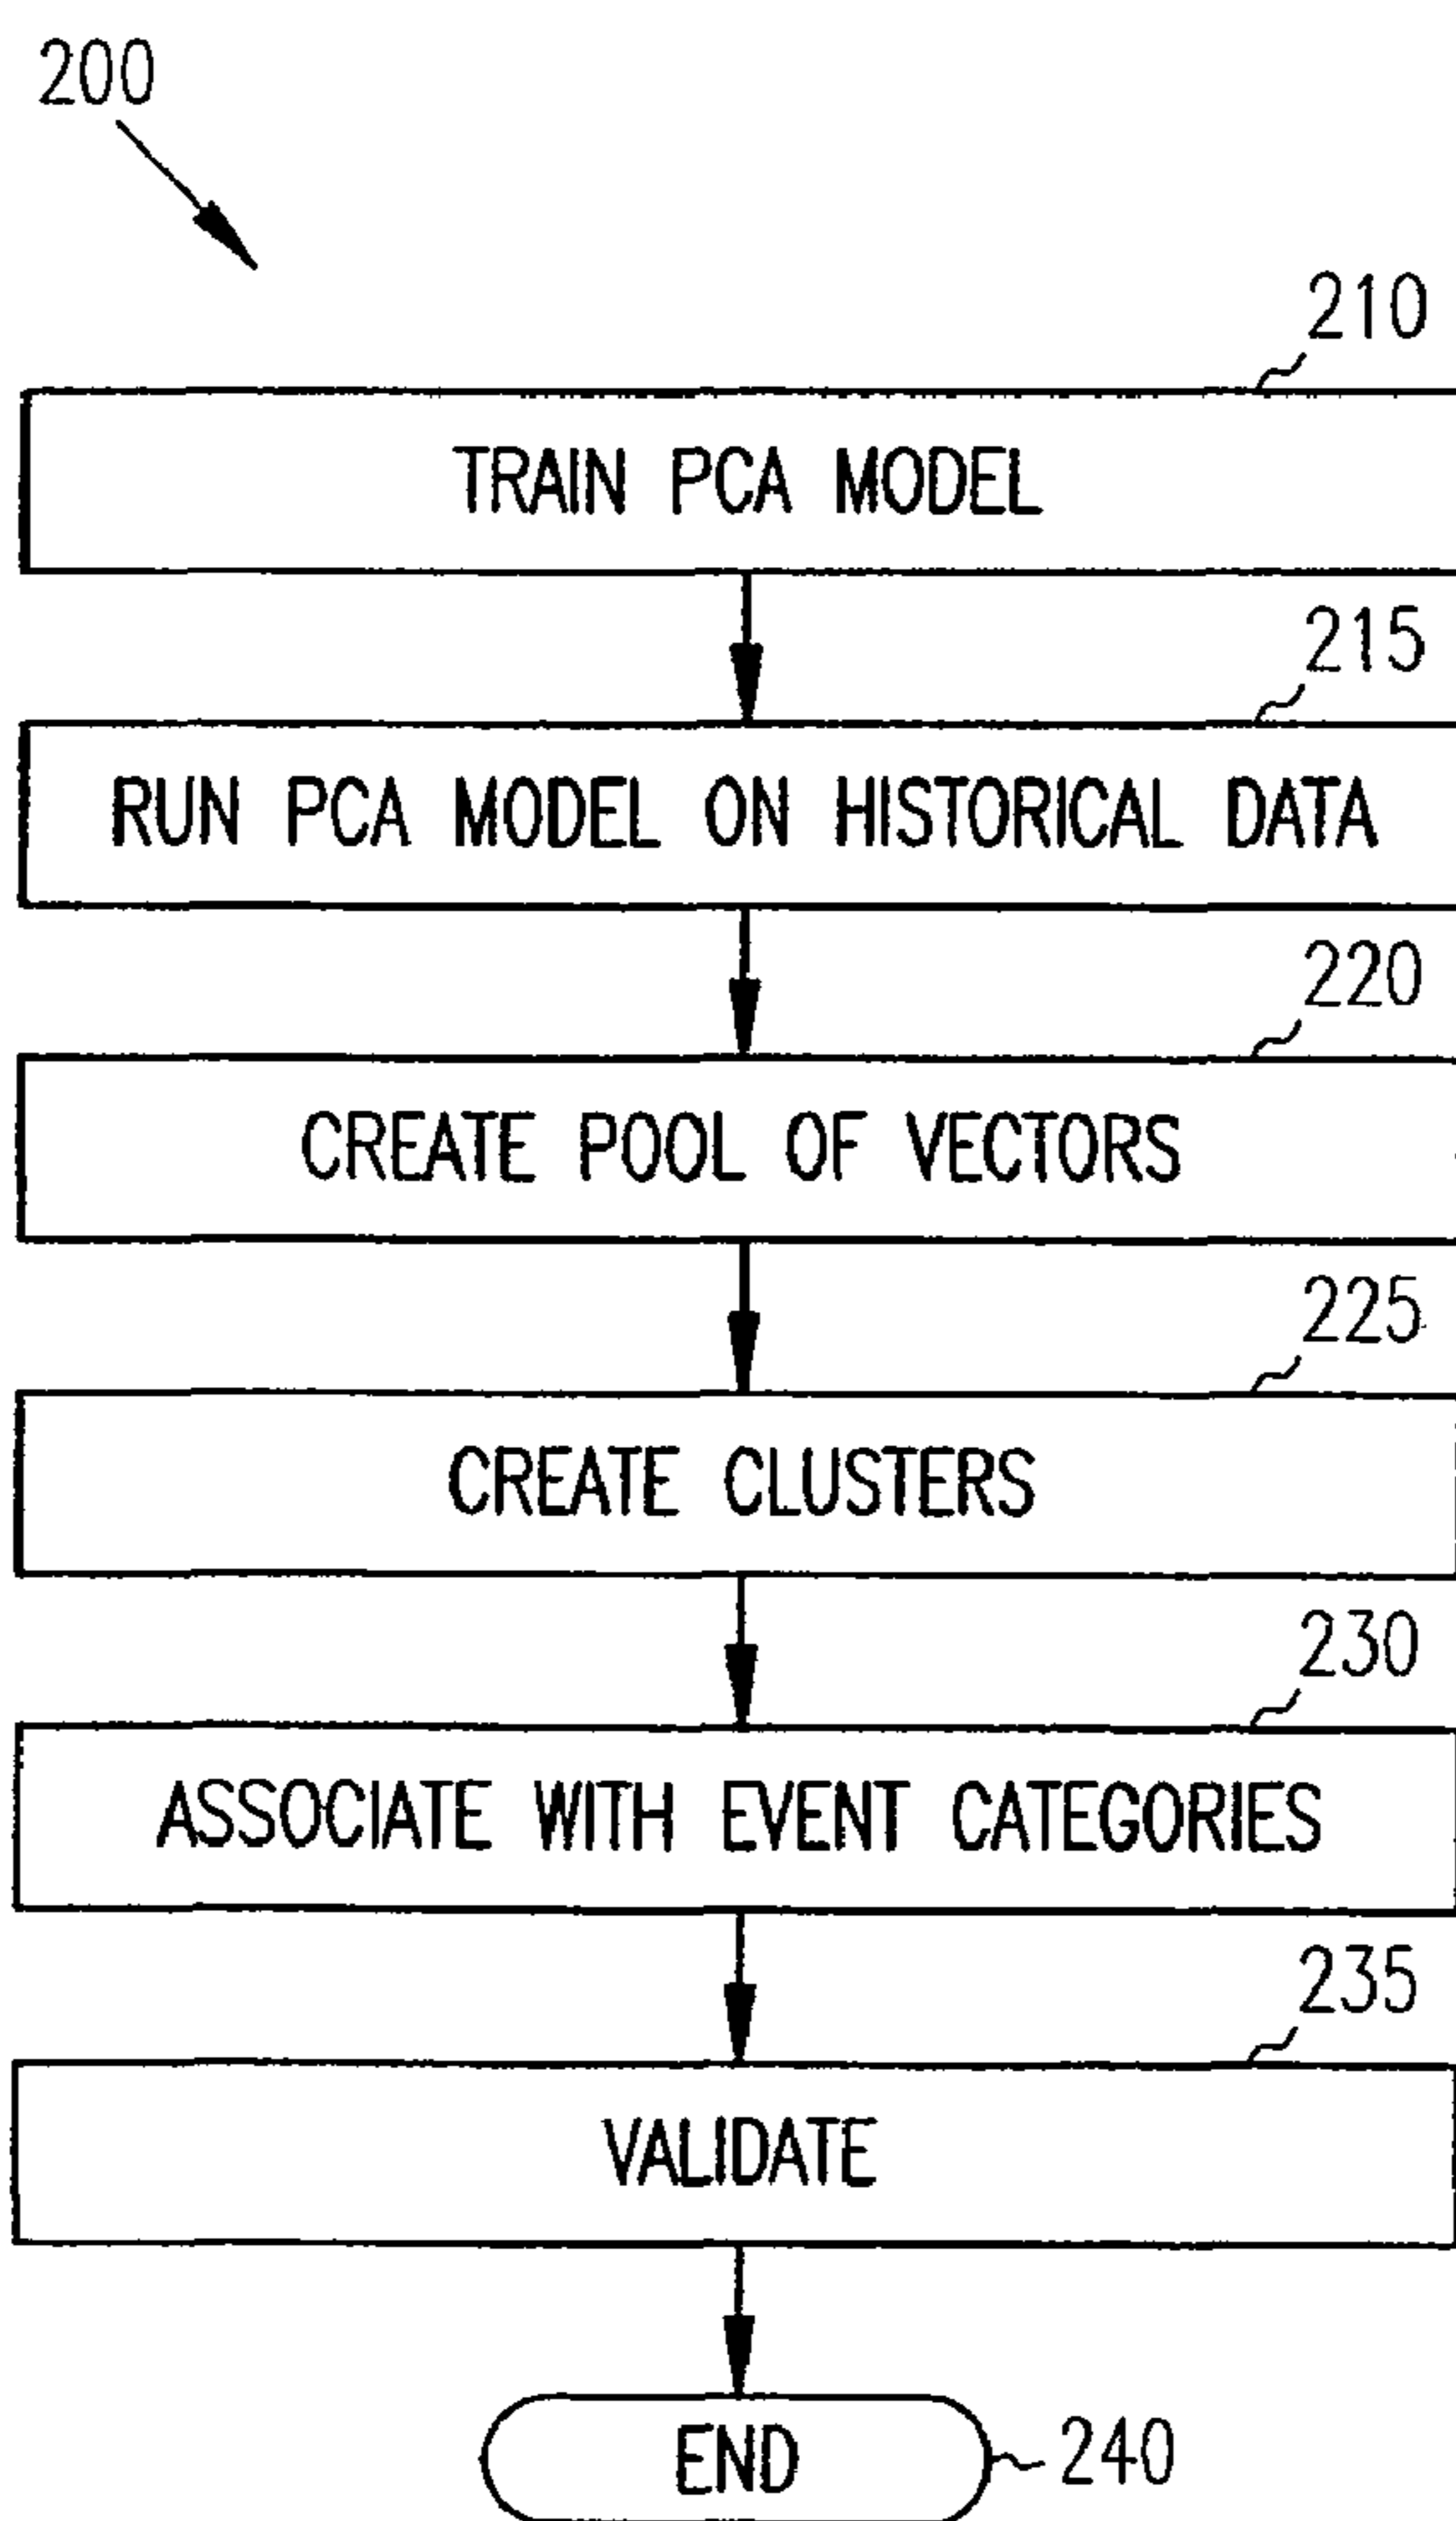 200
210
TRAIN PCA MODEL
215
RUN PCA MODEL ON HISTORICAL DATA
220
CREATE POOL OF VECTORS
225
CREATE CLUSTERS
230
ASSOCIATE WITH EVENT CATEGORIES
235
VALIDATE
END
240